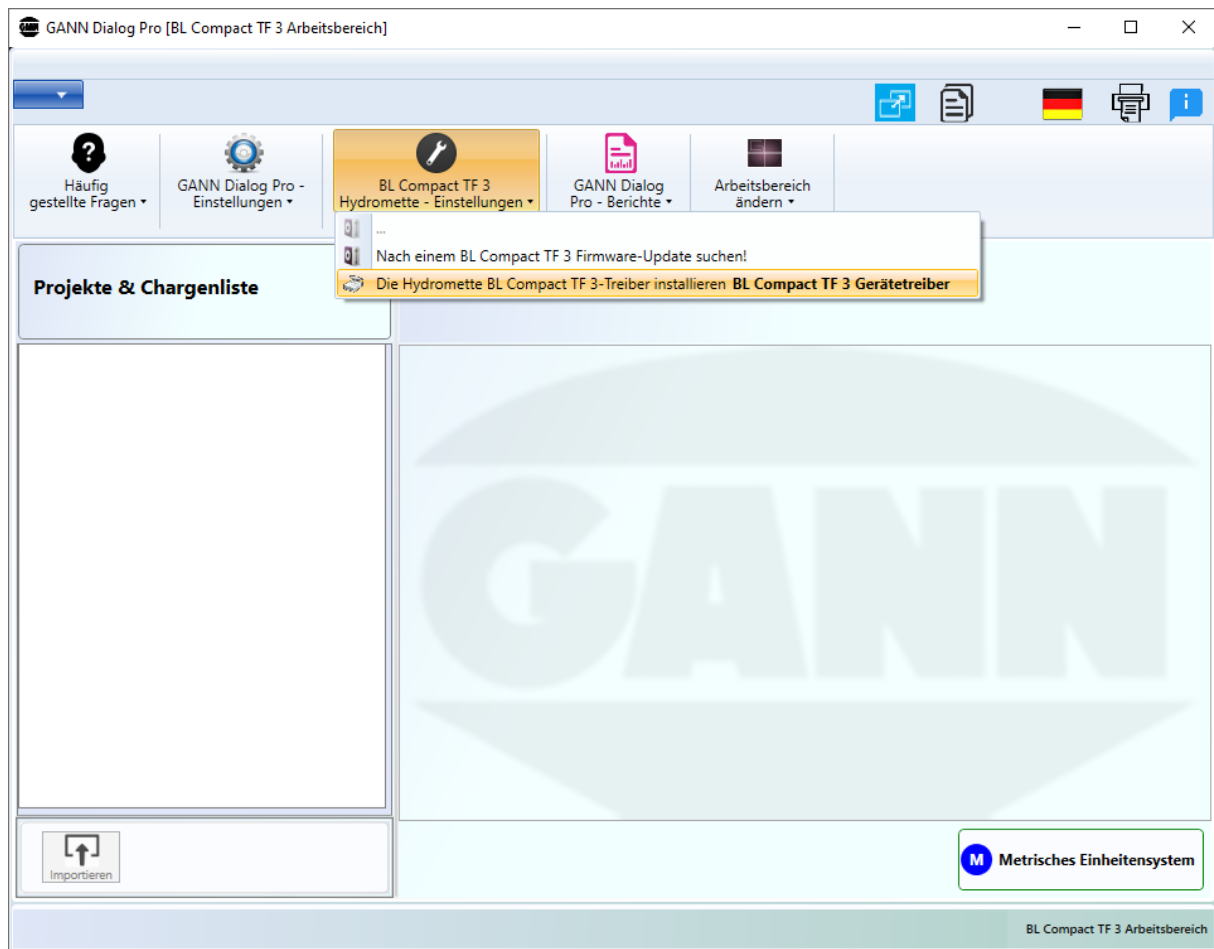 GANN Dialog Pro [BL Compact TF 3 Arbeitsbereich]
i
?
Häufig
gestellte Fragen
GANN Dialog Pro -
Einstellungen
BL Compact TF 3
Hydromette - Einstellungen
GANN Dialog
Pro - Berichte
Arbeitsbereich
ändern
...
Nach einem BL Compact TF 3 Firmware-Update suchen!
Die Hydromette BL Compact TF 3-Treiber installieren BL Compact TF 3 Gerätetreiber
Projekte & Chargenliste
GANN
Importieren
M Metrisches Einheitensystem
BL Compact TF 3 Arbeitsbereich